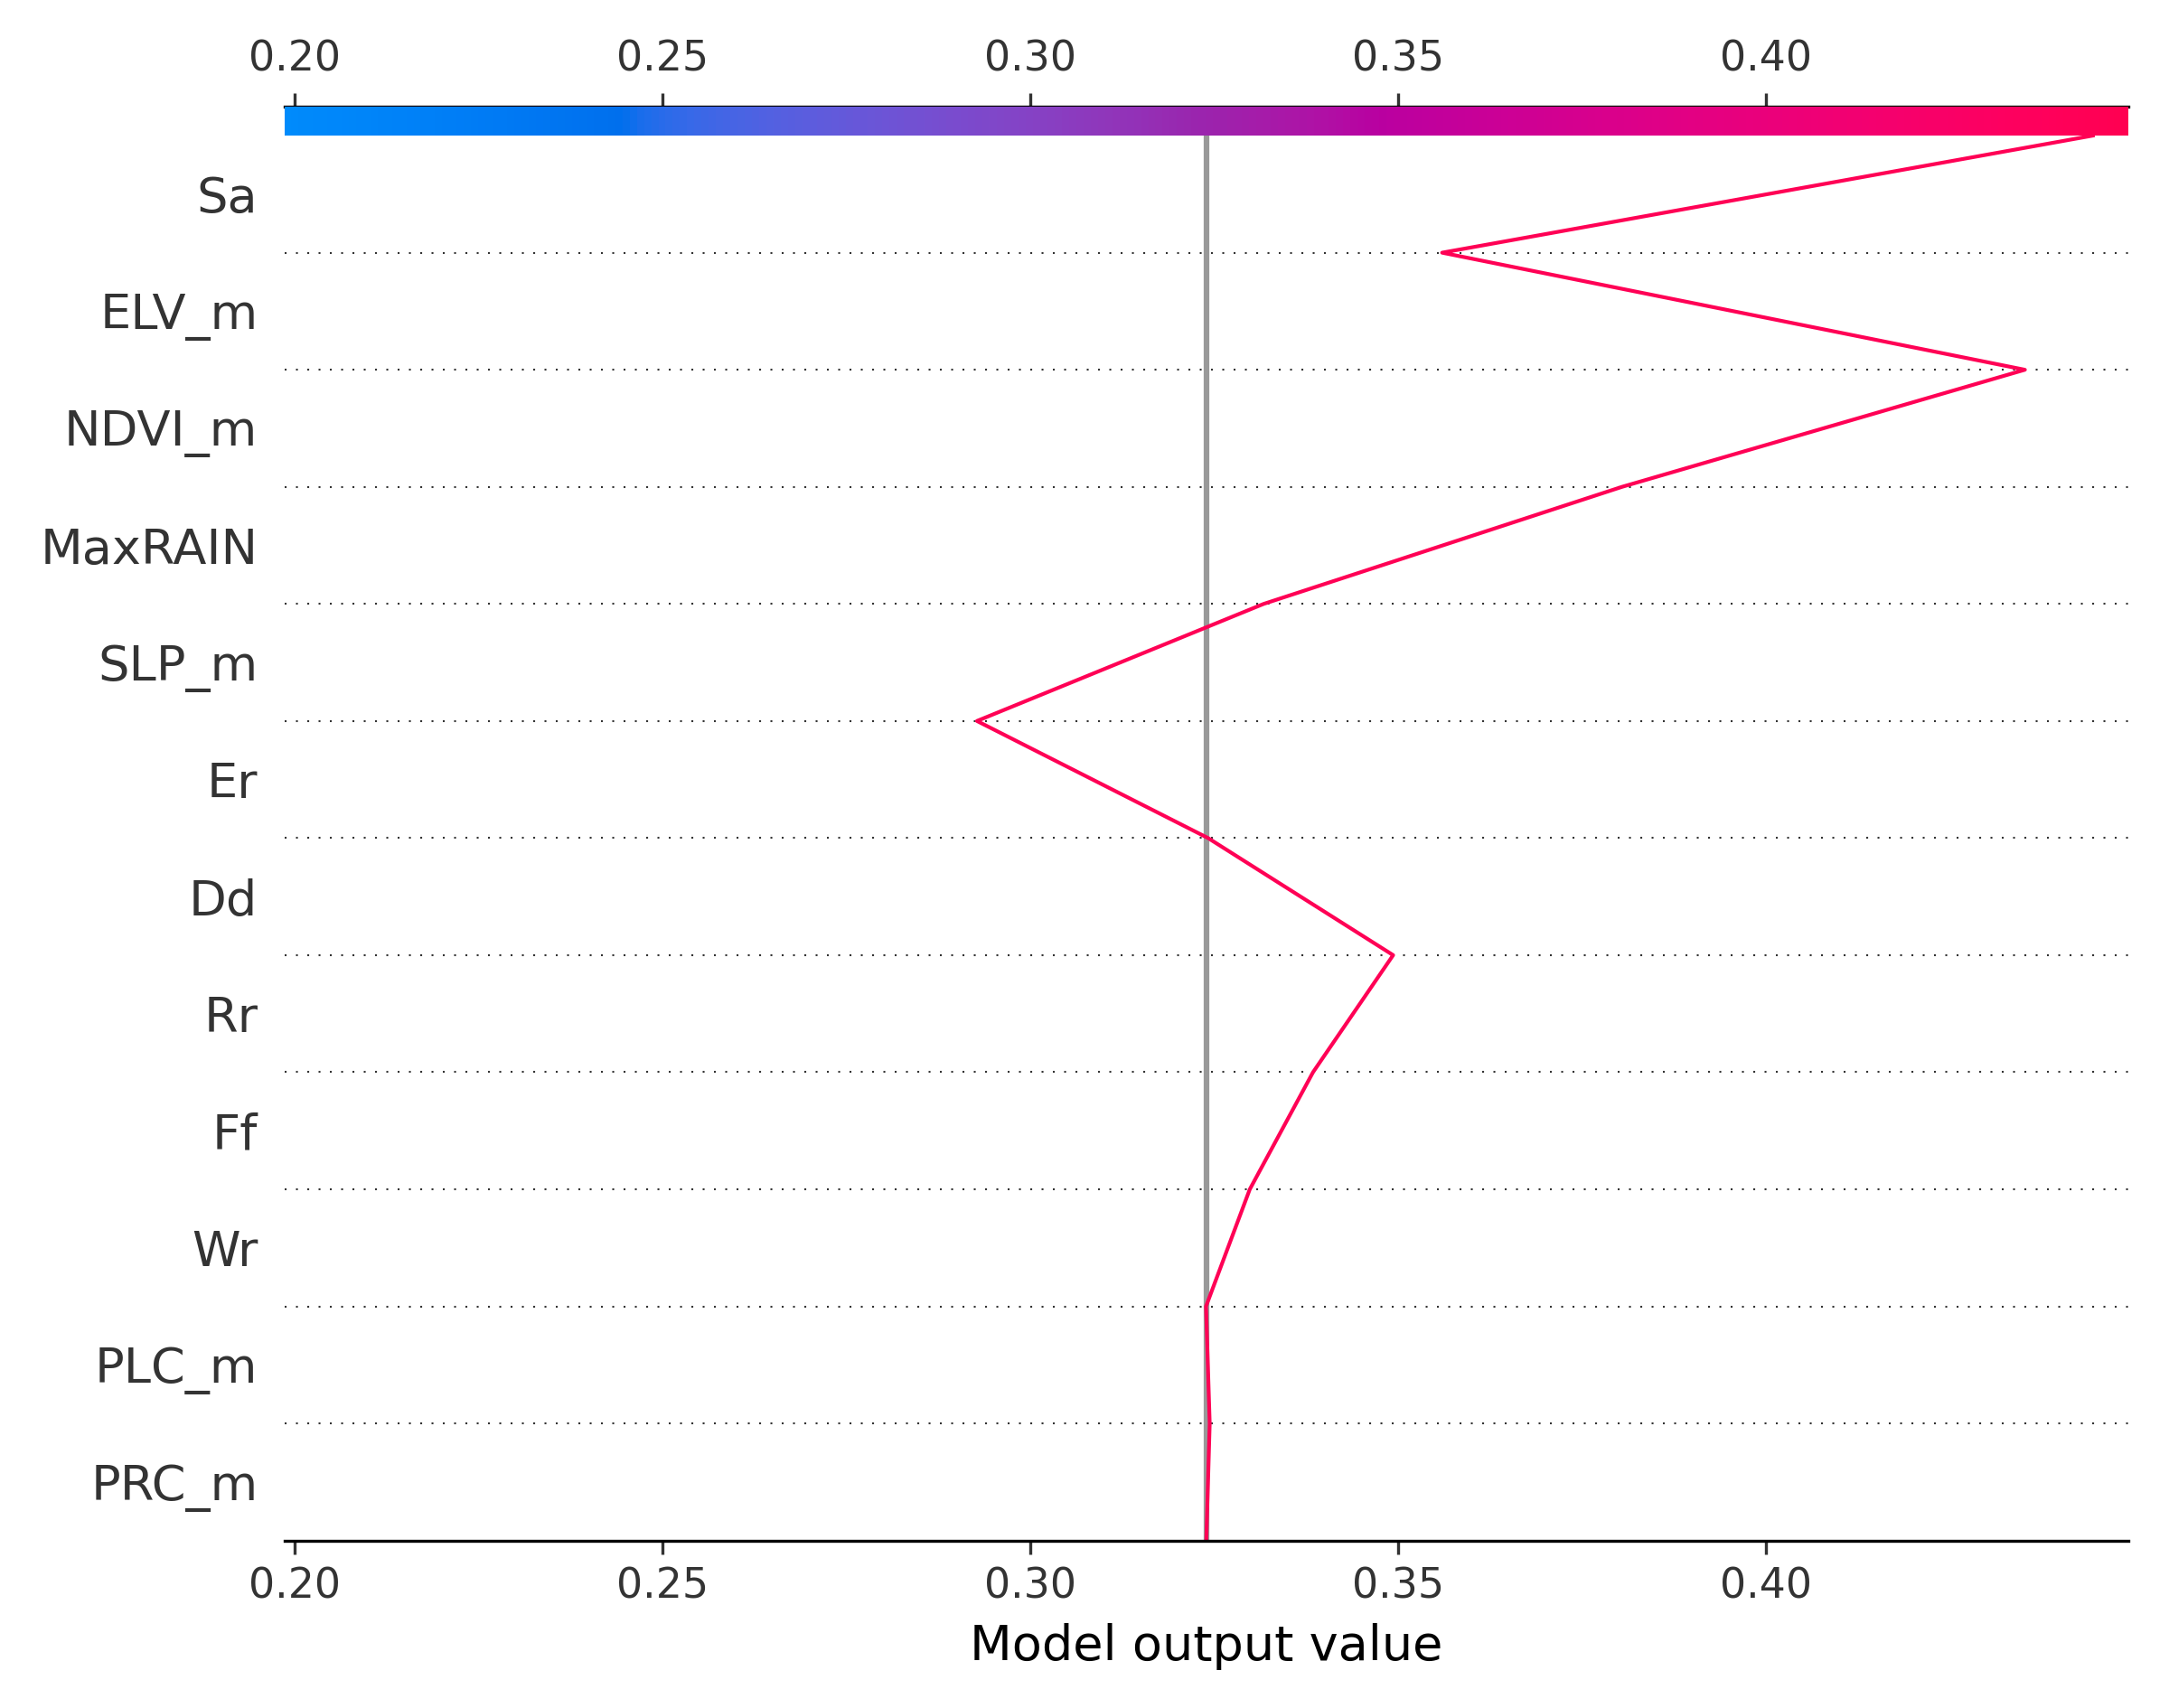 0.20 0.25 0.30 0.35 0.40
Sa
ELV_m
NDVI_m
MaxRAIN
SLP_m
Er
Dd
Rr
Ff
Wr
PLC_m
PRC_m
0.20 0.25 0.30 0.35 0.40
Model output value